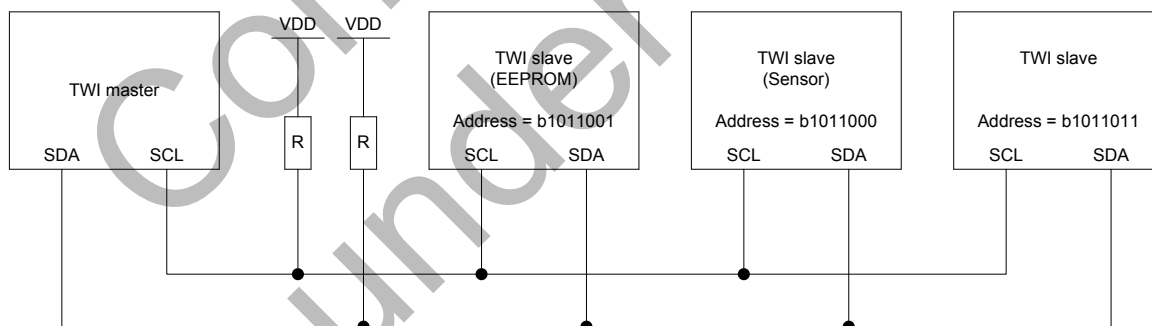 TWI master
SDA SCL
VDD VDD
R R
TWI slave
(EEPROM)
Address = b1011001
SCL SDA
TWI slave
(Sensor)
Address = b1011000
SCL SDA
TWI slave
Address = b1011011
SCL SDA
under